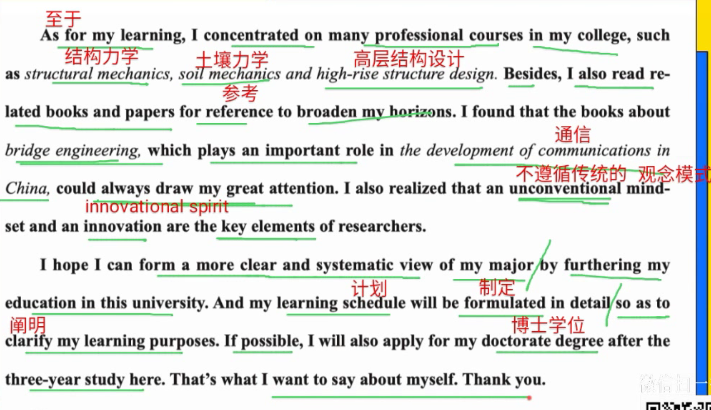 至于
As for my learning, I concentrated on many professional courses in my college, such
结构力学 土壤力学 高层结构设计
as structural mechanics, soil mechanics and high-rise structure design. Besides, I also read re-
参考
lated books and papers for reference to broaden my horizons. I found that the books about
通信
bridge engineering, which plays an important role in the development of communications in
不遵循传统的 观念模式
China, could always draw my great attention. I also realized that an unconventional mind-
innovational spirit
set and an innovation are the key elements of researchers.
I hope I can form a more clear and systematic view of my major by furthering my
计划 制定
education in this university. And my learning schedule will be formulated in detail so as to
阐明 博士学位
clarify my learning purposes. If possible, I will also apply for my doctorate degree after the
three-year study here. That's what I want to say about myself. Thank you.